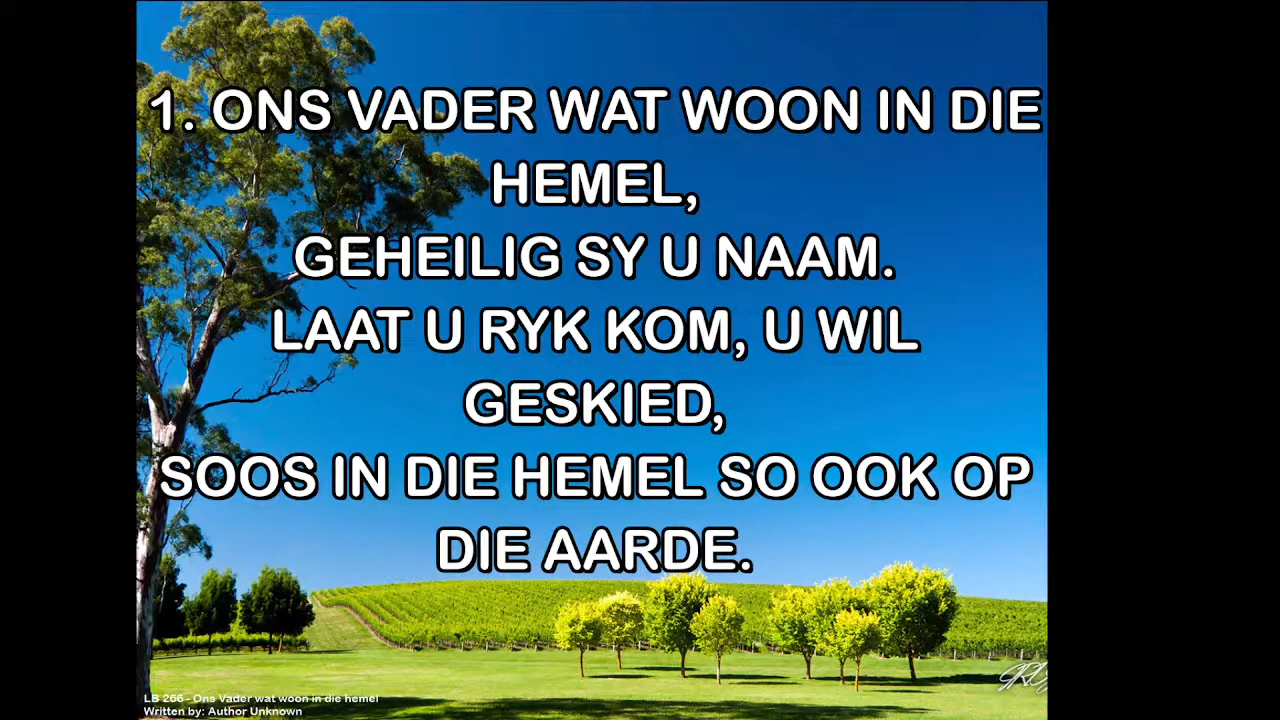 1. ONS VADER WAT WOON IN DIE
HEMEL,
GEHEILIG SY U NAAM.
LAAT U RYK KOM, U WIL
GESKIED,
SOOS IN DIE HEMEL SO OOK OP
DIE AARDE.
LB 266 - Ons Vader wat woon in die hemel
Written by: Author Unknown